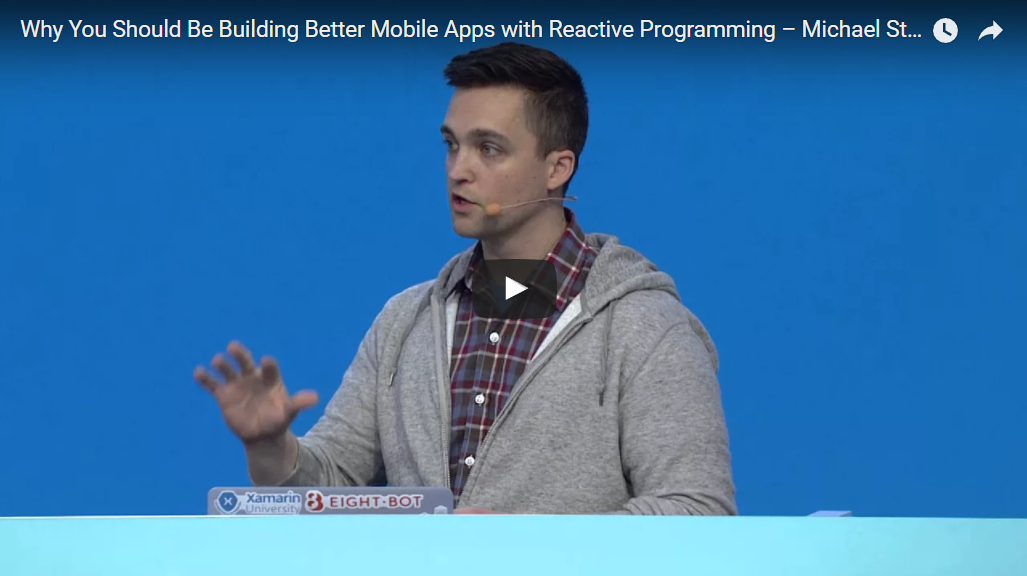 Why You Should Be Building Better Mobile Apps with Reactive Programming – Michael St...
Xamarin
University
EIGHT·BOT